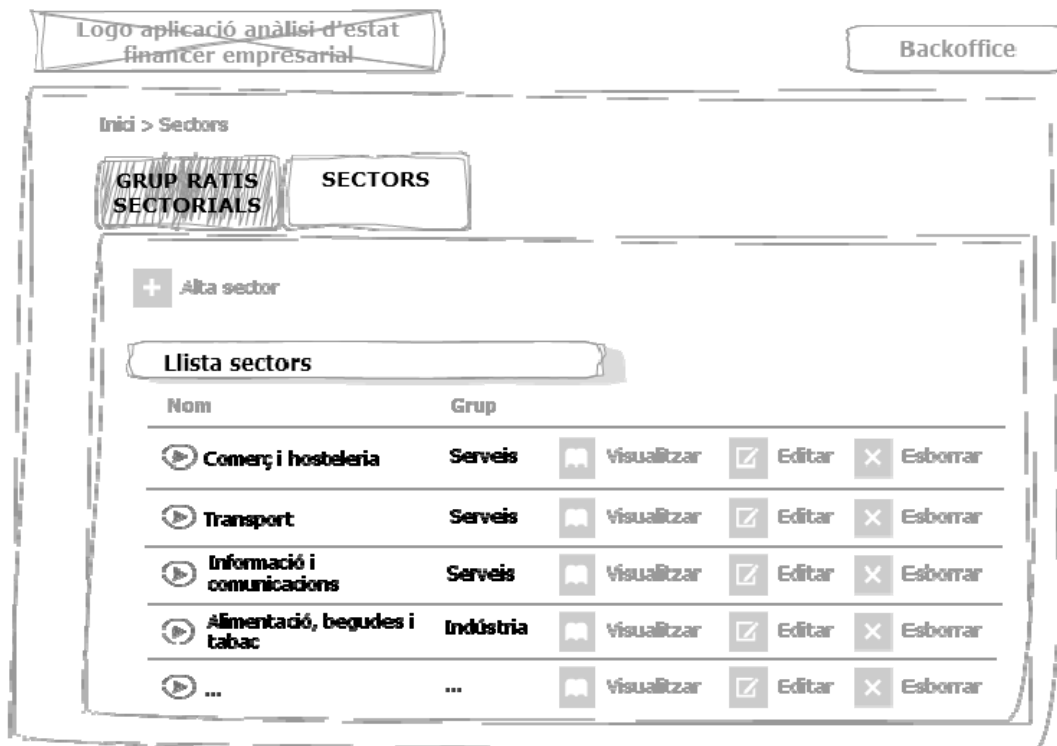 Logo aplicació anàlisi d'estat
financer empresarial
Backoffice
Inici > Sectors
GRUP RATIS
SECTORIALS
SECTORS
Alta sector
Llista sectors
Nom Grup
Comerç i hosteleria Serveis Visualitzar Editar Esborrar
Transport Serveis Visualitzar Editar Esborrar
Informació i
comunicacions Serveis Visualitzar Editar Esborrar
Alimentació, begudes i
tabac Indústria Visualitzar Editar Esborrar
... ... Visualitzar Editar Esborrar